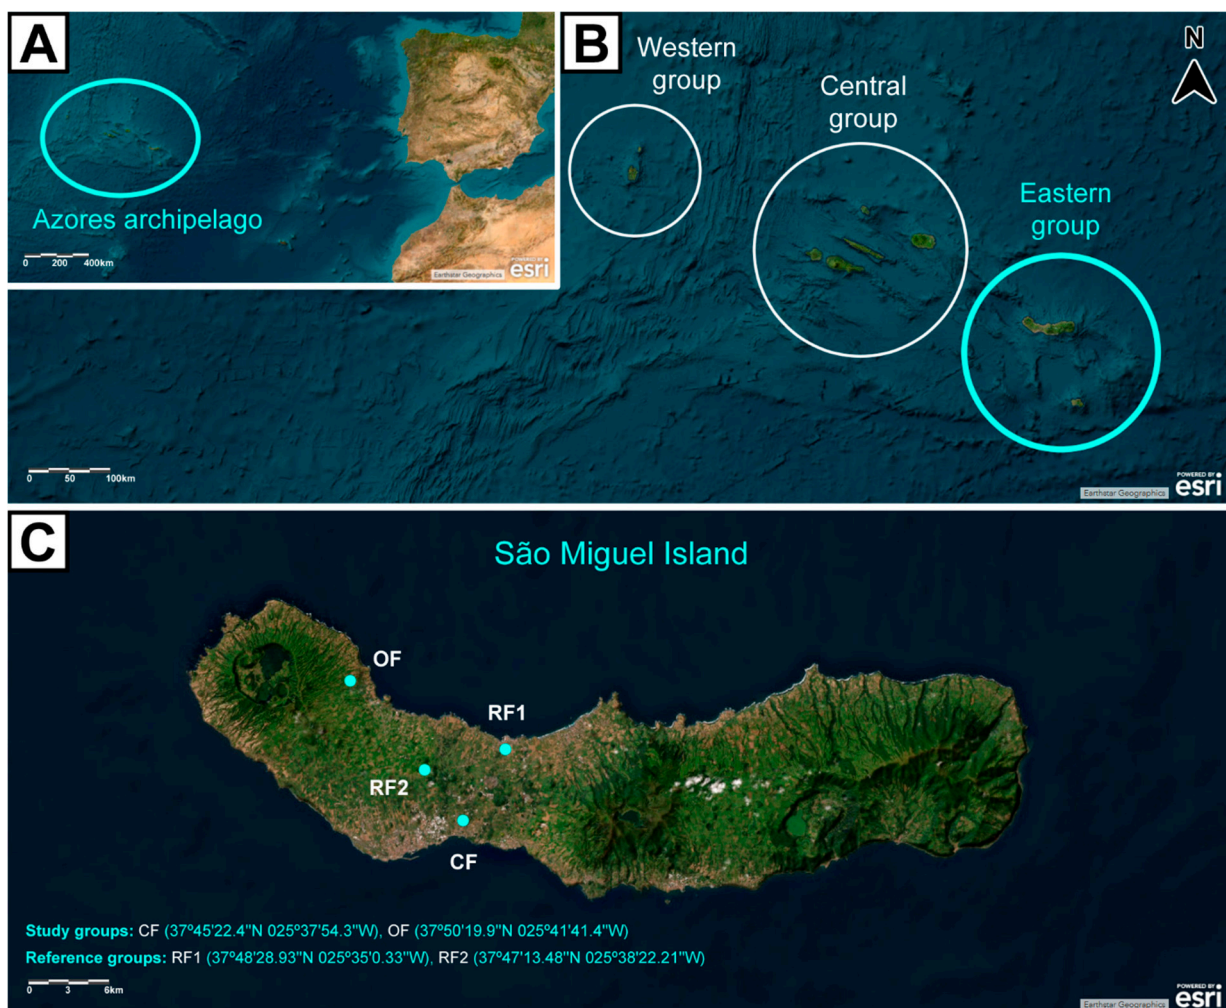 A
Azores archipelago
0 200 400km
Earthstar Geographics
POWERED BY
esri
B
Western
group
Central
group
Eastern
group
N
0 50 100km
Earthstar Geographics
POWERED BY
esri
C
São Miguel Island
OF
RF1
RF2
CF
Study groups: CF (37º45'22.4"N 025º37'54.3"W), OF (37º50'19.9"N 025º41'41.4"W)
Reference groups: RF1 (37º48'28.93"N 025º35'0.33"W), RF2 (37º47'13.48"N 025º38'22.21"W)
0 3 6km
Earthstar Geographics
POWERED BY
esri